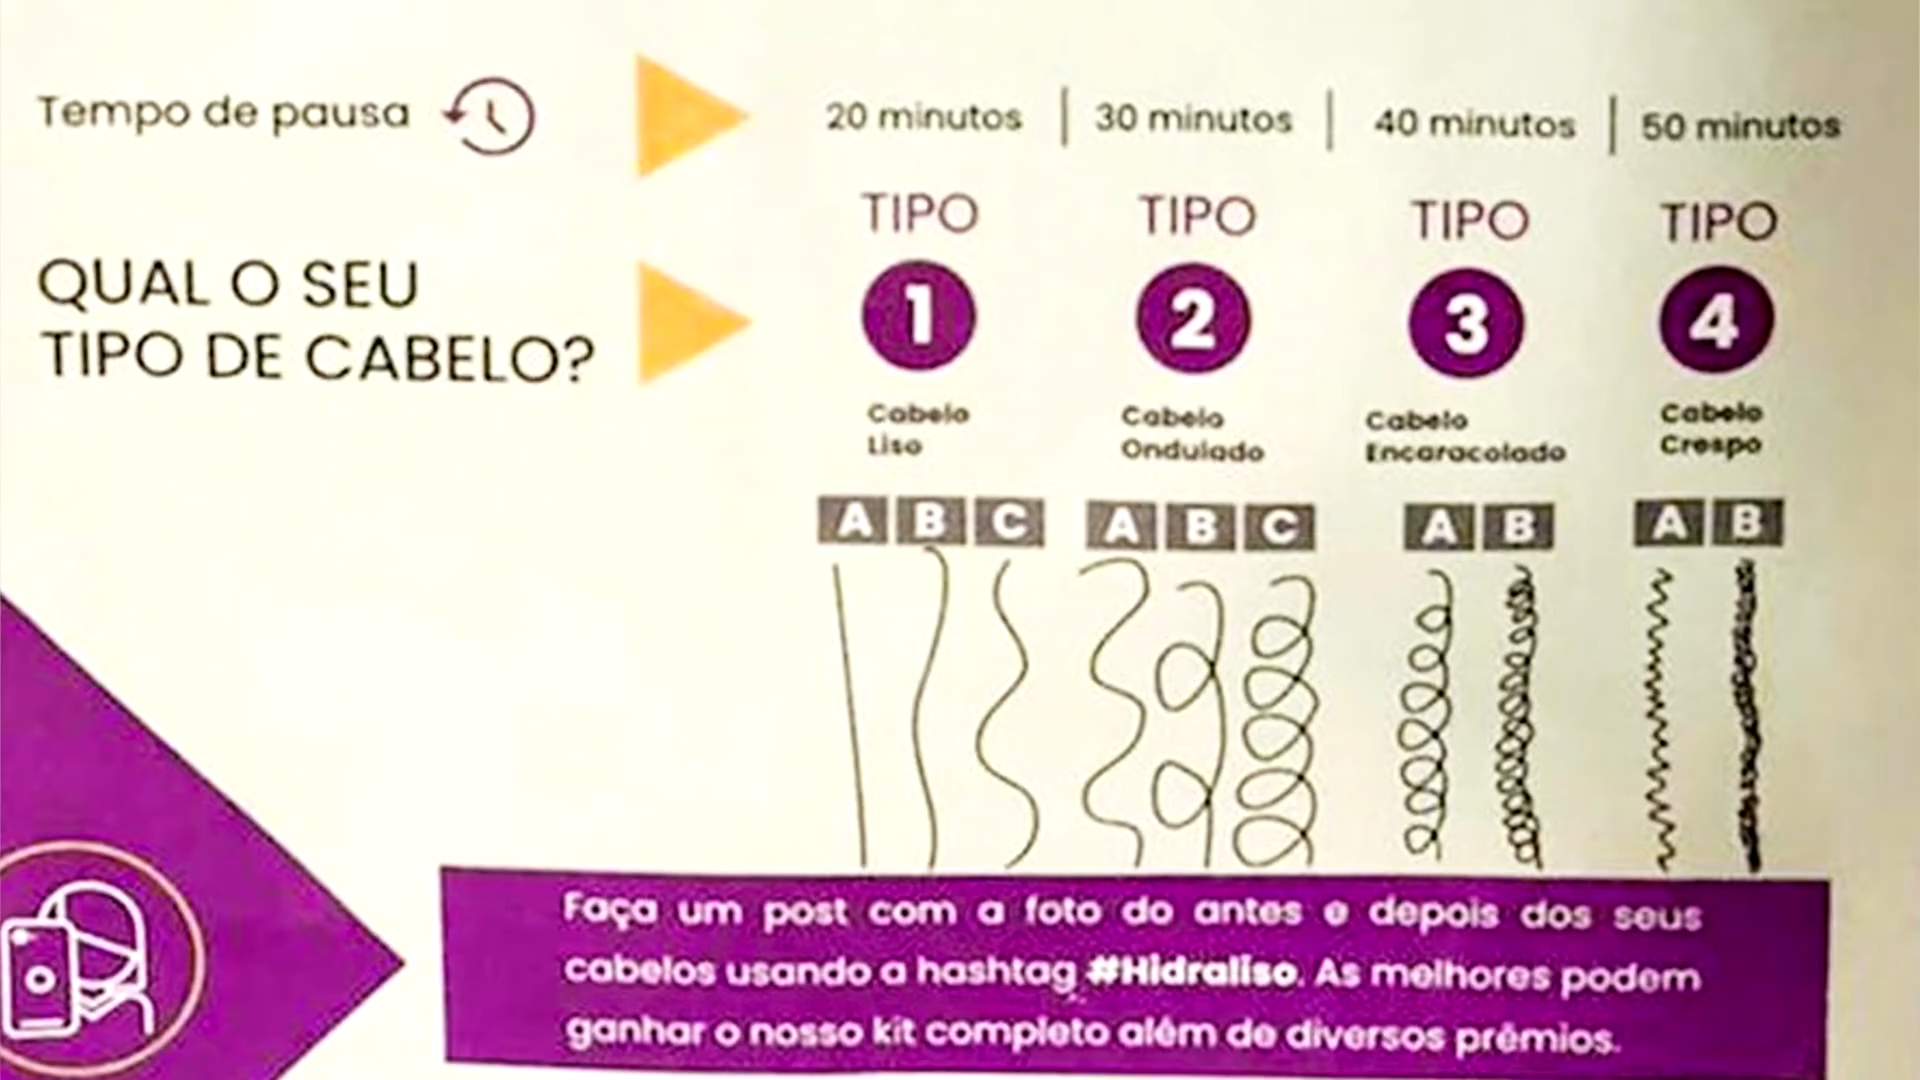 Tempo de pausa
20 minutos | 30 minutos | 40 minutos | 50 minutos
TIPO TIPO TIPO TIPO
QUAL O SEU
TIPO DE CABELO?
1 2 3 4
Cabelo Liso
Cabelo Ondulado
Cabelo Encaracolado
Cabelo Crespo
A B C A B C A B A B
Faça um post com a foto do antes e depois dos seus
cabelos usando a hashtag #Hidraliso. As melhores podem
ganhar o nosso kit completo além de diversos prêmios.